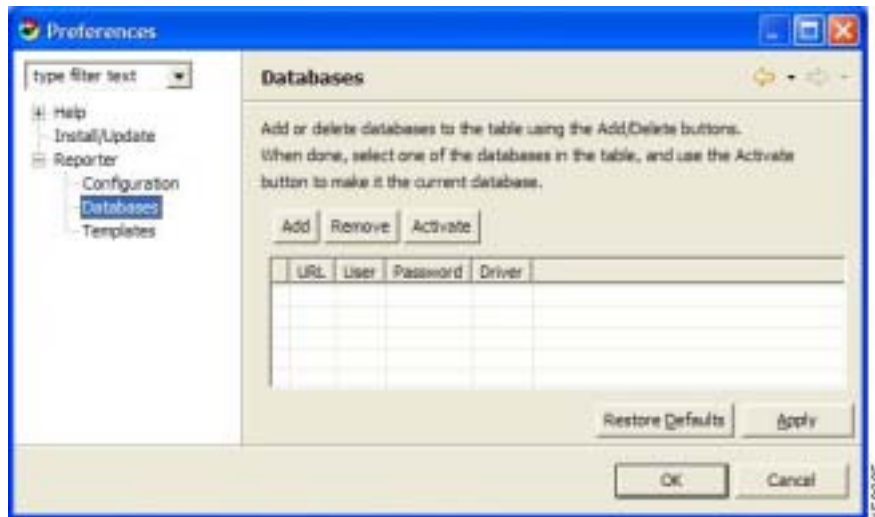 Preferences
type filter text
Help
Install/Update
Reporter
Configuration
Databases
Templates
Databases
Add or delete databases to the table using the Add/Delete buttons.
When done, select one of the databases in the table, and use the Activate
button to make it the current database.
Add Remove Activate
URL User Password Driver
Restore Defaults Apply
OK Cancel